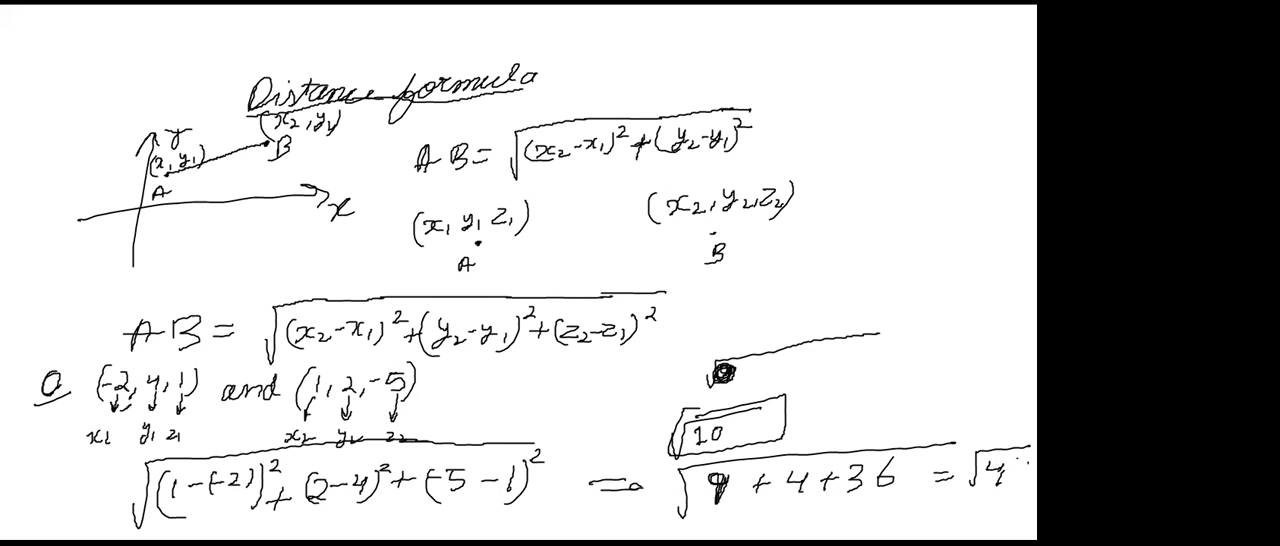 Distance formula
(x₂, y₂)
y
(x₁ y₁)
B
A
x
AB = √((x₂-x₁)² + (y₂-y₁)²)
(x₁ y₁ z₁)
(x₂, y₂, z₂)
A
B
AB = √((x₂-x₁)² + (y₂-y₁)² + (z₂-z₁)²)
Q (-2, 4, 1) and (1, 2, -5)
x₁ y₁ z₁ x₂ y₂ z₂
√10
√((1-(-2))² + (2-4)² + (-5-1)²) ⇒ √(9+4+36) = √4